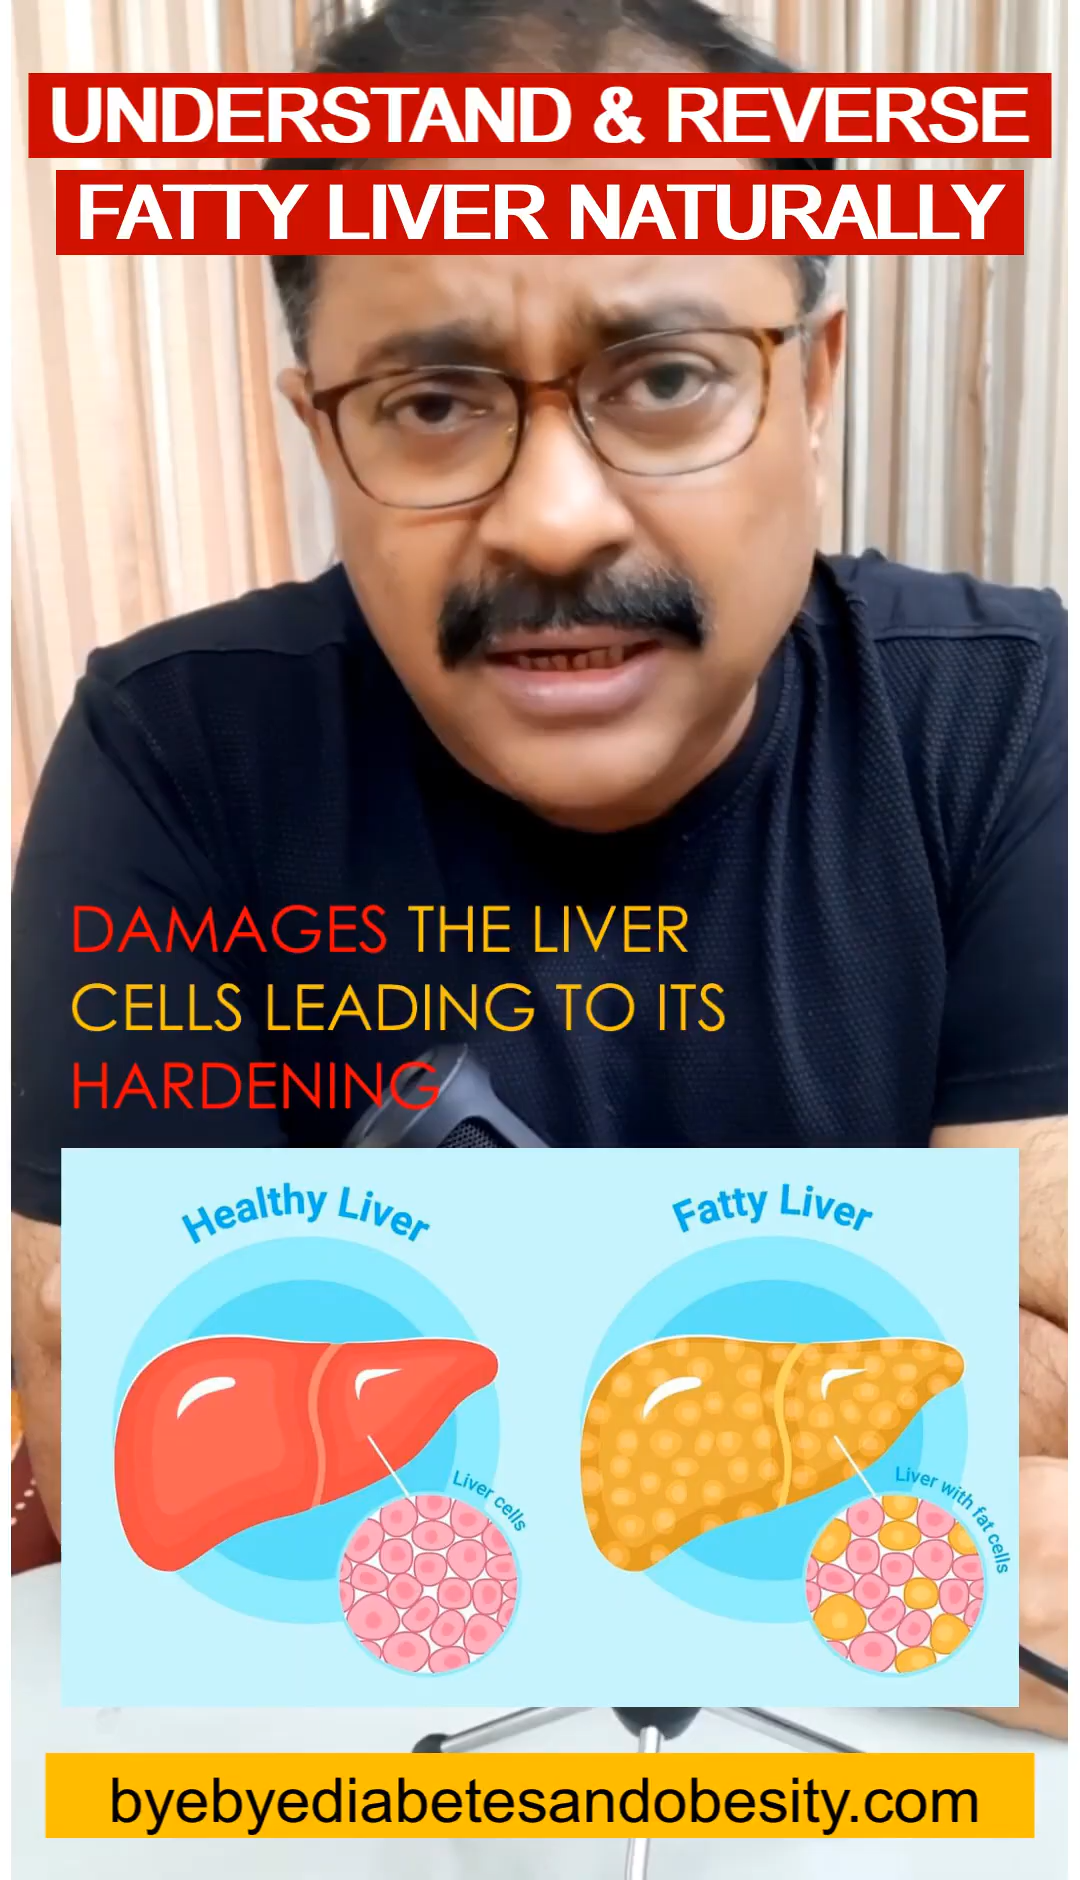 UNDERSTAND & REVERSE
FATTY LIVER NATURALLY
DAMAGES THE LIVER
CELLS LEADING TO ITS
HARDENING
Healthy Liver
Fatty Liver
Liver cells
Liver with fat cells
byebyediabetesandobesity.com